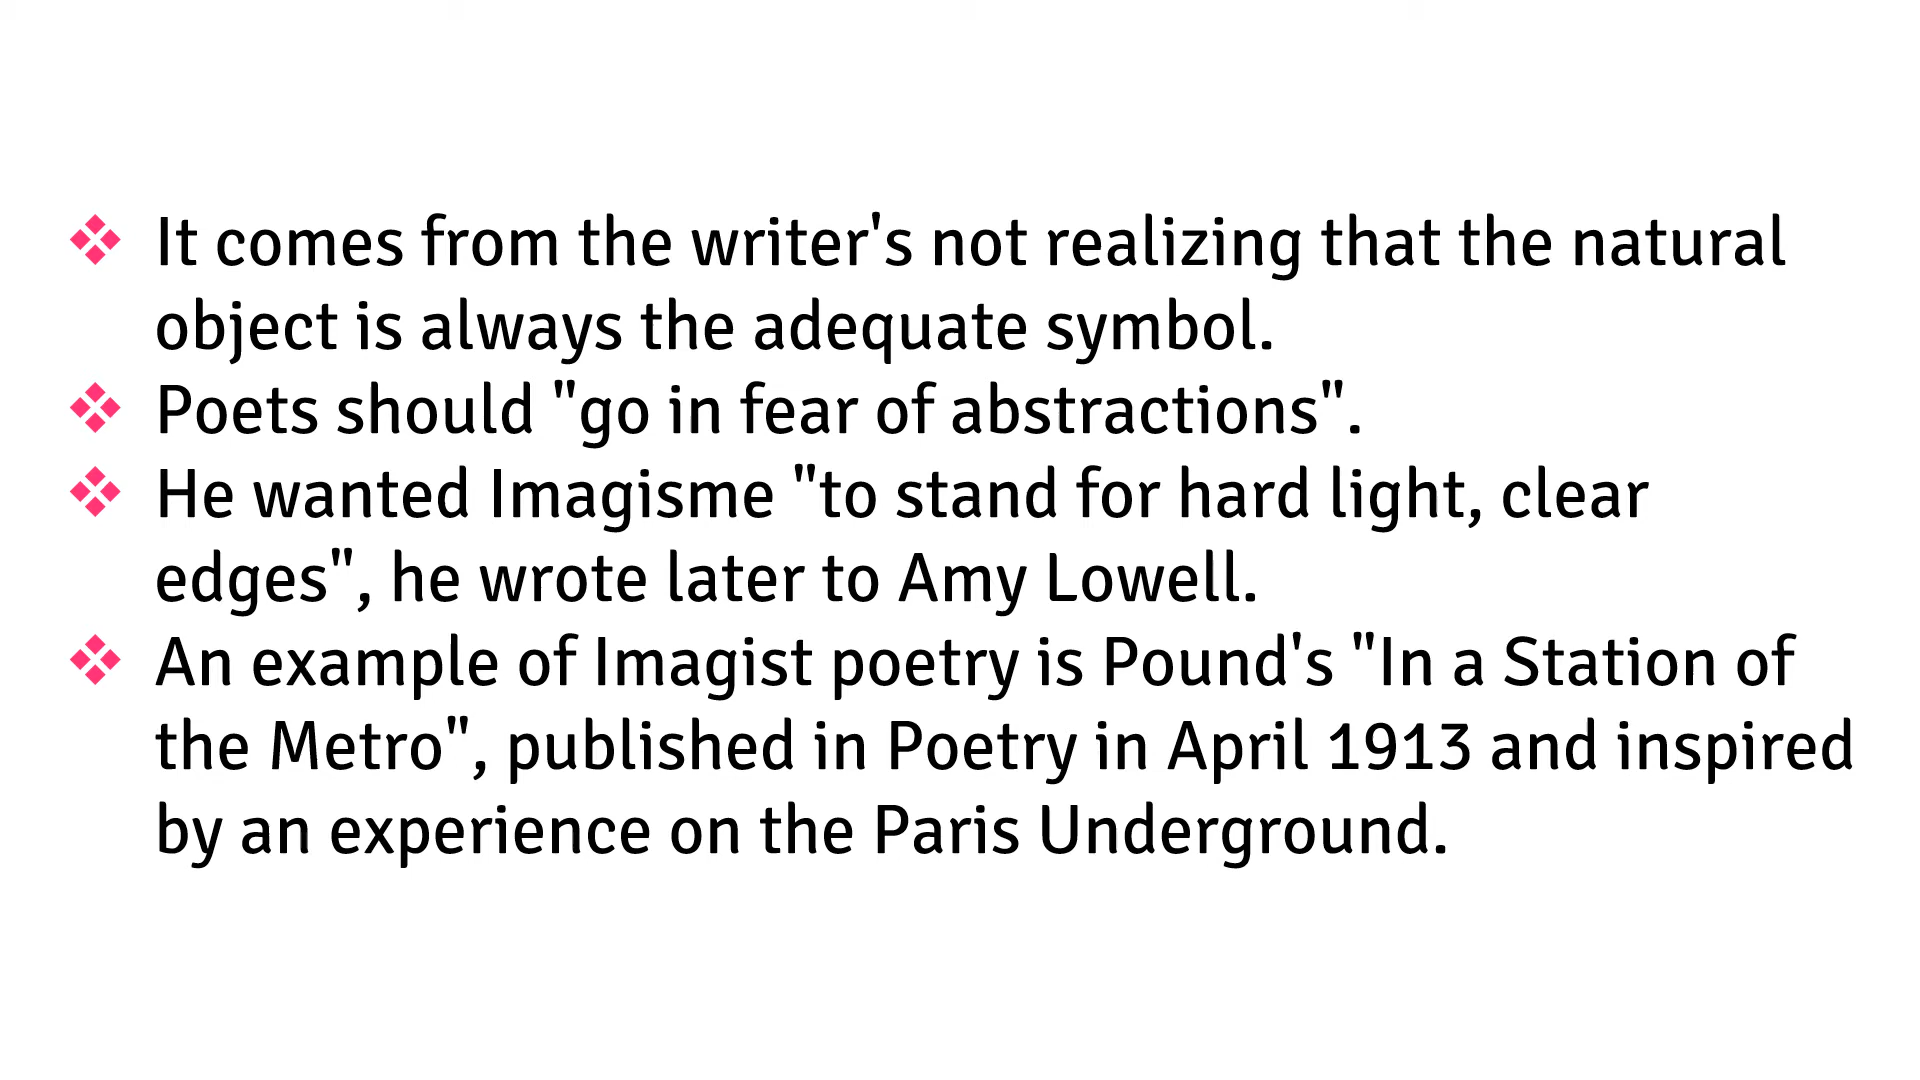 ❖ It comes from the writer's not realizing that the natural
object is always the adequate symbol.
❖ Poets should "go in fear of abstractions".
❖ He wanted Imagisme "to stand for hard light, clear
edges", he wrote later to Amy Lowell.
❖ An example of Imagist poetry is Pound's "In a Station of
the Metro", published in Poetry in April 1913 and inspired
by an experience on the Paris Underground.